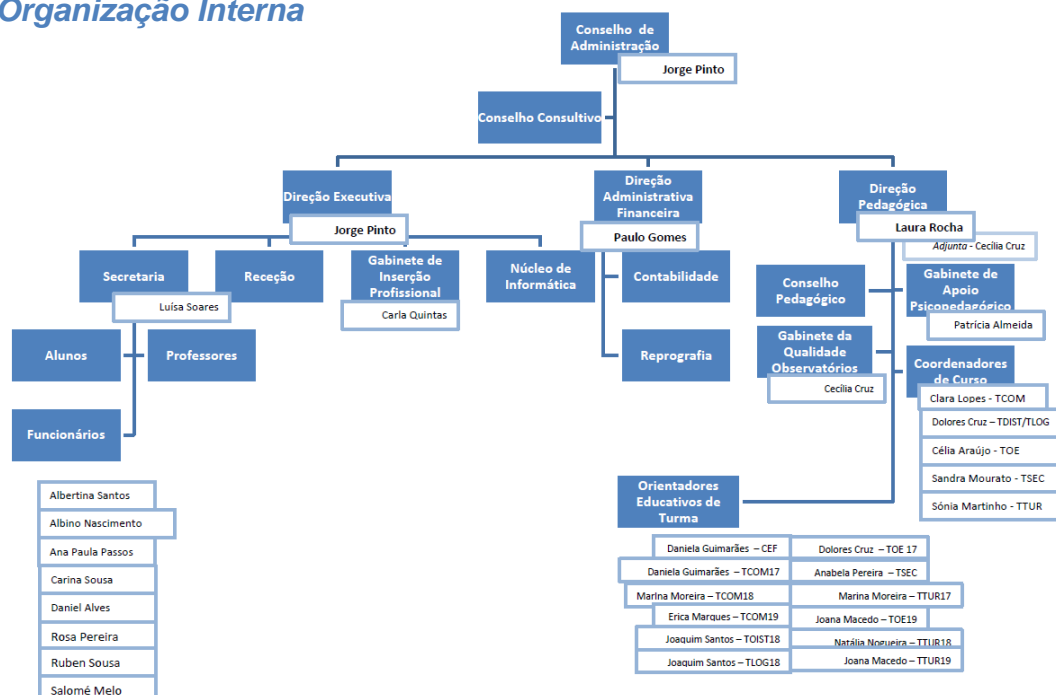 Organização Interna
Conselho de
Administração
Jorge Pinto
Conselho Consultivo
Direção Executiva
Jorge Pinto
Direção
Administrativa
Financeira
Paulo Gomes
Direção
Pedagógica
Laura Rocha
Adjunta - Cecília Cruz
Secretaria
Luísa Soares
Receção
Gabinete de
Inserção
Profissional
Carla Quintas
Núcleo de
Informática
Contabilidade
Conselho
Pedagógico
Gabinete de
Apoio
Psicopedagógico
Patrícia Almeida
Alunos
Professores
Reprografia
Gabinete da
Qualidade
Observatórios
Cecília Cruz
Coordenadores
de Curso
Clara Lopes - TCOM
Dolores Cruz – TDIST/TLOG
Célia Araújo - TOE
Sandra Mourato - TSEC
Sónia Martinho - TTUR
Funcionários
Albertina Santos
Albino Nascimento
Ana Paula Passos
Carina Sousa
Daniel Alves
Rosa Pereira
Ruben Sousa
Salomé Melo
Orientadores
Educativos de
Turma
Daniela Guimarães – CEF
Daniela Guimarães – TCOM17
Marina Moreira – TCOM18
Erica Marques – TCOM19
Joaquim Santos – TOIST18
Joaquim Santos – TLOG18
Dolores Cruz – TOE 17
Anabela Pereira – TSEC
Marina Moreira – TTUR17
Joana Macedo – TOE19
Natália Nogueira – TTUR18
Joana Macedo – TTUR19